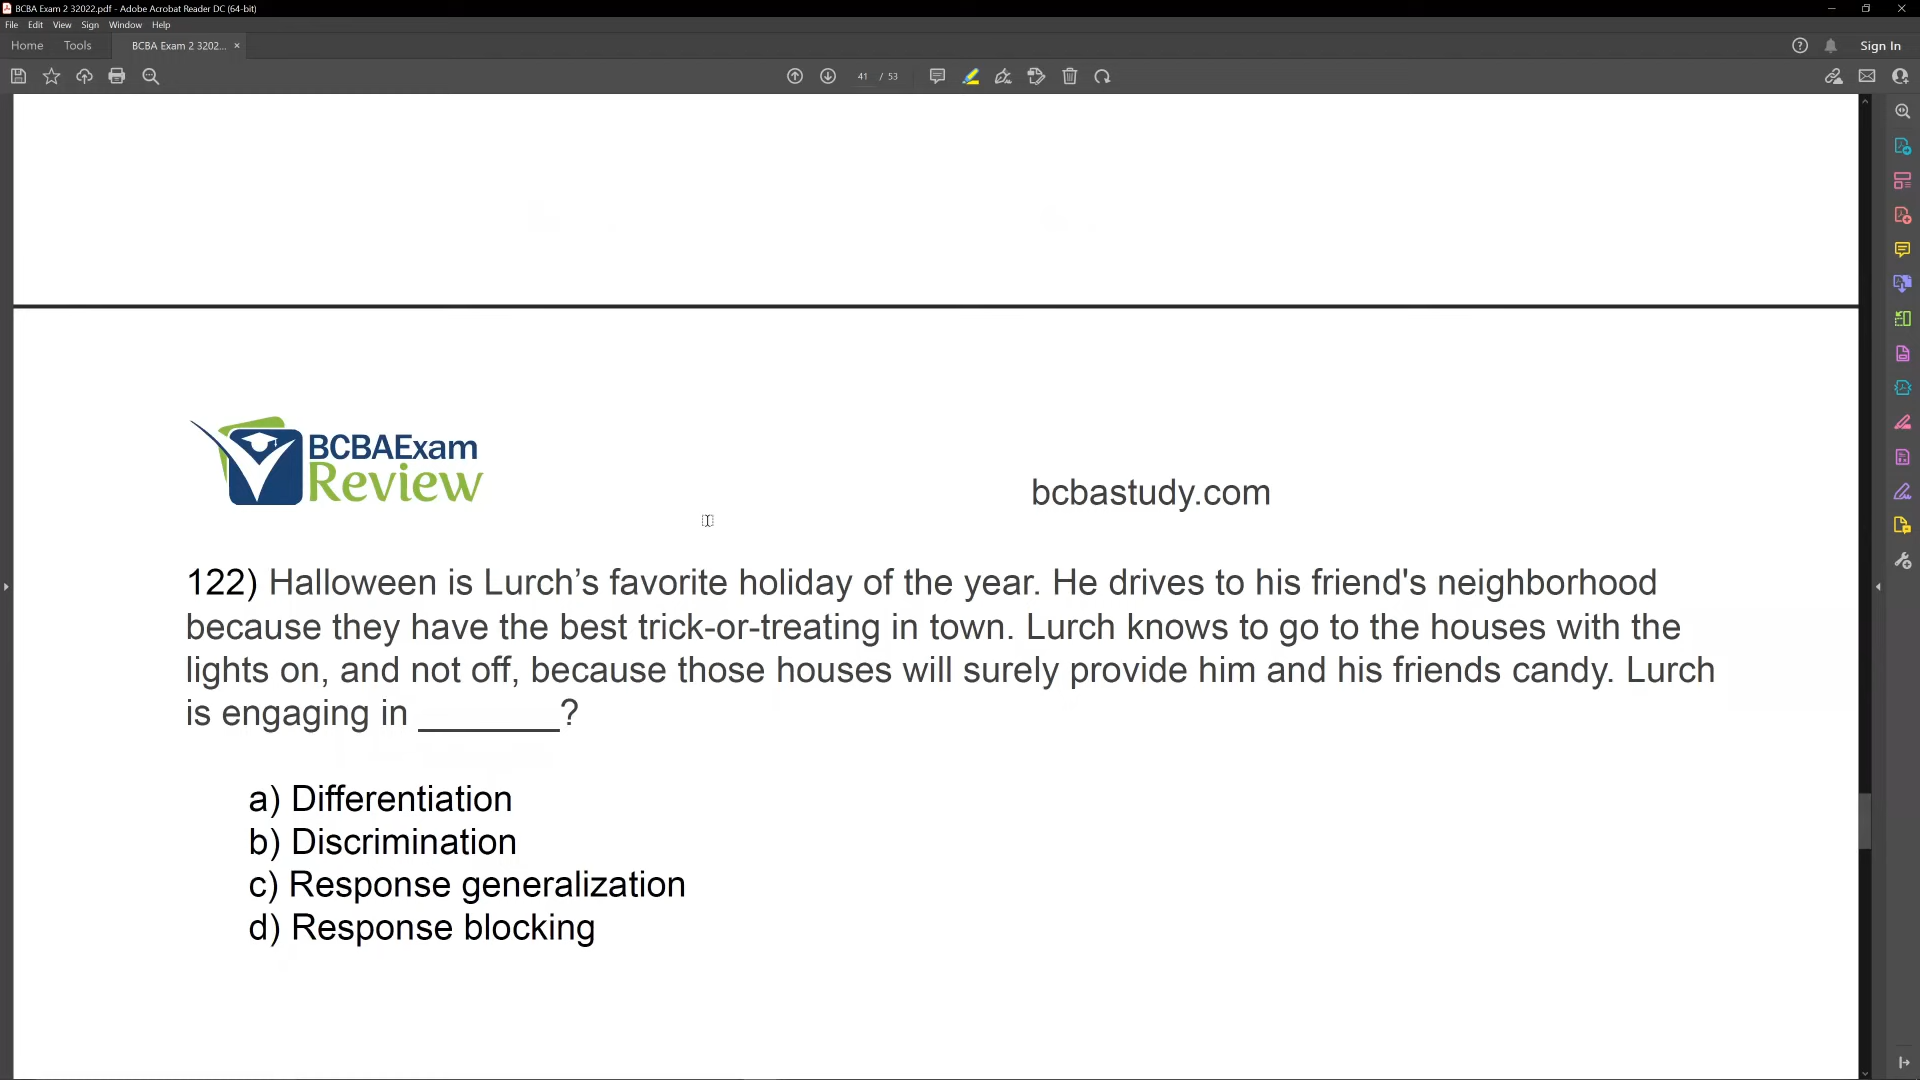 BCBA Exam 2 32022.pdf - Adobe Acrobat Reader DC (64-bit)
File Edit View Sign Window Help
Home Tools BCBA Exam 2 3202... × Sign In
41 / 53
BCBAExam
Review
bcbastudy.com
122) Halloween is Lurch’s favorite holiday of the year. He drives to his friend's neighborhood
because they have the best trick-or-treating in town. Lurch knows to go to the houses with the
lights on, and not off, because those houses will surely provide him and his friends candy. Lurch
is engaging in ________?
a) Differentiation
b) Discrimination
c) Response generalization
d) Response blocking